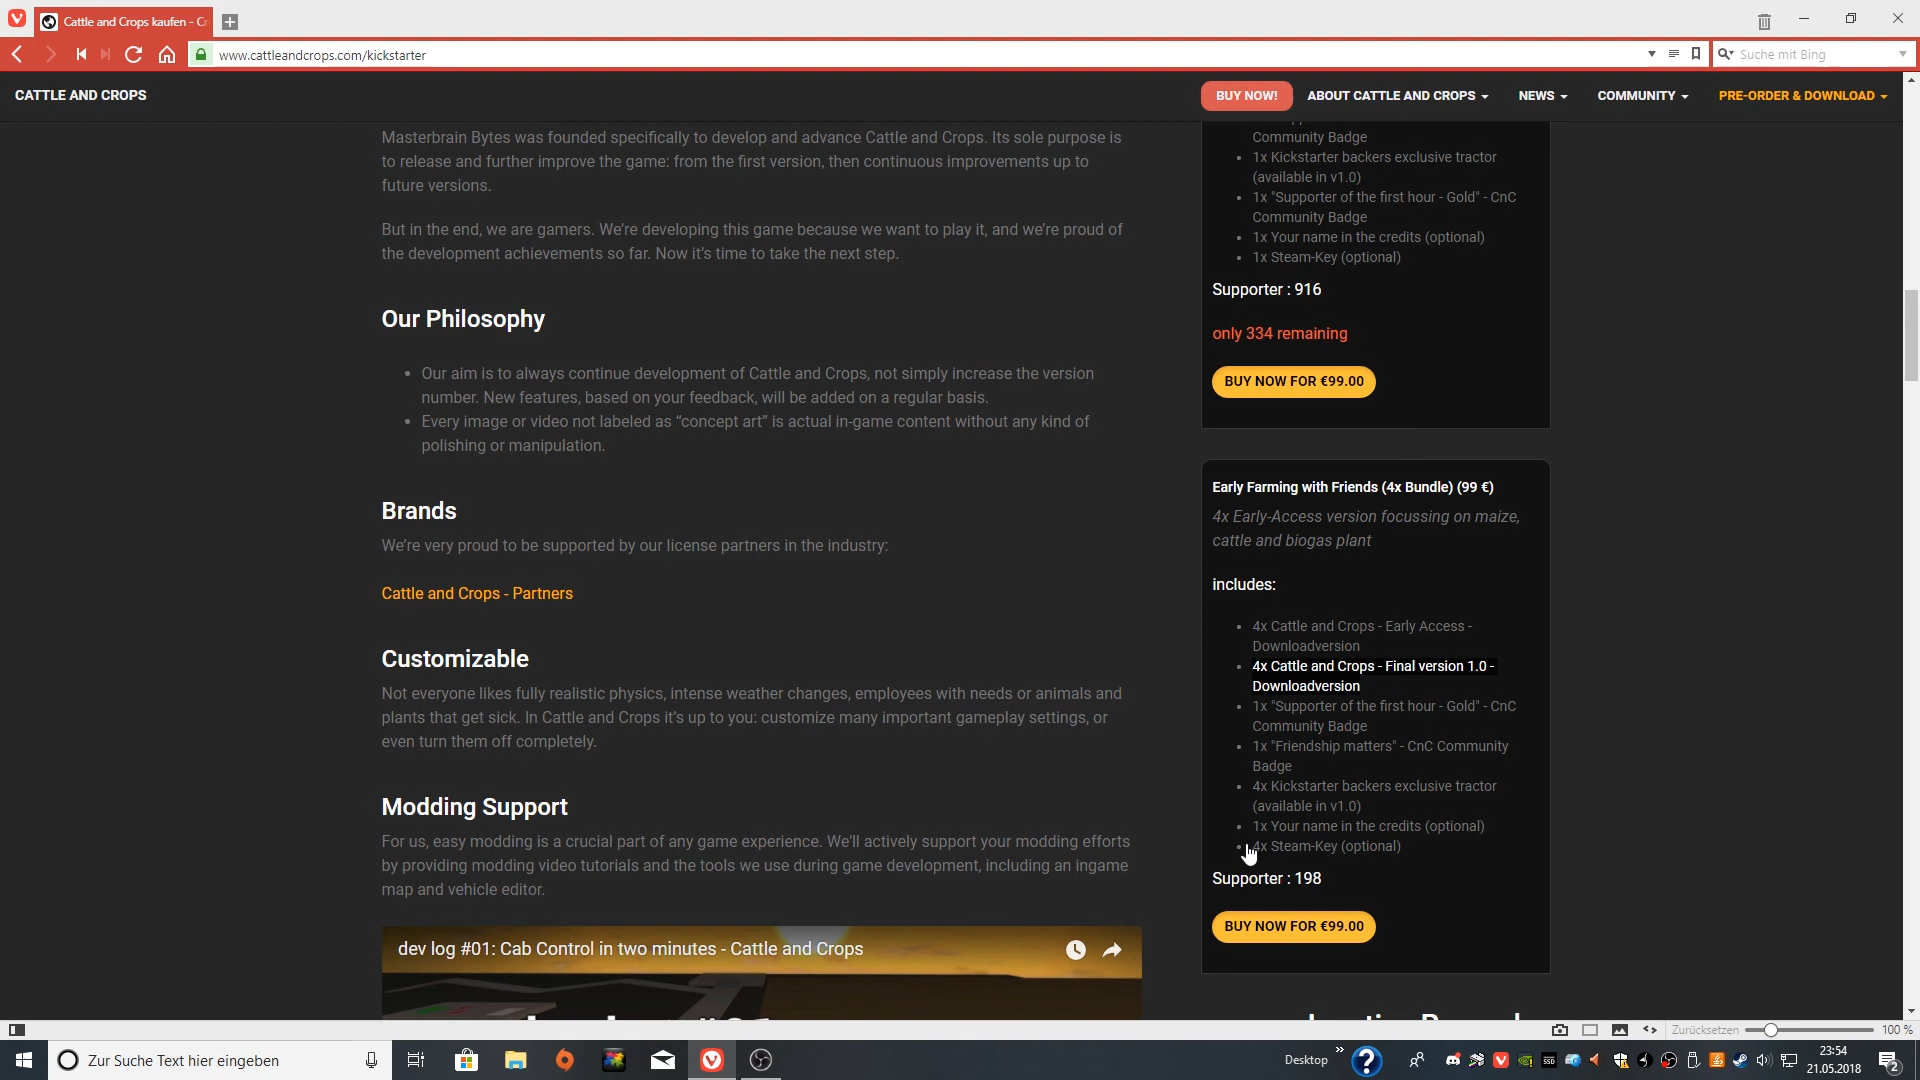 Cattle and Crops kaufen - Cr
www.cattleandcrops.com/kickstarter
Suche mit Bing
CATTLE AND CROPS
BUY NOW!
ABOUT CATTLE AND CROPS
NEWS
COMMUNITY
PRE-ORDER & DOWNLOAD
Masterbrain Bytes was founded specifically to develop and advance Cattle and Crops. Its sole purpose is
to release and further improve the game: from the first version, then continuous improvements up to
future versions.
But in the end, we are gamers. We're developing this game because we want to play it, and we're proud of
the development achievements so far. Now it's time to take the next step.
Our Philosophy
• Our aim is to always continue development of Cattle and Crops, not simply increase the version
number. New features, based on your feedback, will be added on a regular basis.
• Every image or video not labeled as “concept art” is actual in-game content without any kind of
polishing or manipulation.
Brands
We're very proud to be supported by our license partners in the industry:
Cattle and Crops - Partners
Customizable
Not everyone likes fully realistic physics, intense weather changes, employees with needs or animals and
plants that get sick. In Cattle and Crops it's up to you: customize many important gameplay settings, or
even turn them off completely.
Modding Support
For us, easy modding is a crucial part of any game experience. We'll actively support your modding efforts
by providing modding video tutorials and the tools we use during game development, including an ingame
map and vehicle editor.
dev log #01: Cab Control in two minutes - Cattle and Crops
Community Badge
• 1x Kickstarter backers exclusive tractor
(available in v1.0)
• 1x "Supporter of the first hour - Gold" - CnC
Community Badge
• 1x Your name in the credits (optional)
• 1x Steam-Key (optional)
Supporter : 916
only 334 remaining
BUY NOW FOR €99.00
Early Farming with Friends (4x Bundle) (99 €)
4x Early-Access version focussing on maize,
cattle and biogas plant
includes:
• 4x Cattle and Crops - Early Access -
Downloadversion
• 4x Cattle and Crops - Final version 1.0 -
Downloadversion
• 1x "Supporter of the first hour - Gold" - CnC
Community Badge
• 1x "Friendship matters" - CnC Community
Badge
• 4x Kickstarter backers exclusive tractor
(available in v1.0)
• 1x Your name in the credits (optional)
• 4x Steam-Key (optional)
Supporter : 198
BUY NOW FOR €99.00
Zurücksetzen
100 %
Zur Suche Text hier eingeben
Desktop
SSD
23:54
21.05.2018
2